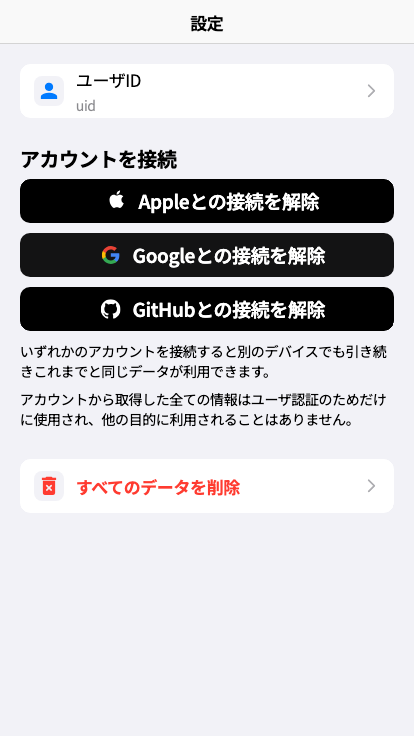 設定
ユーザID
uid
アカウントを接続
Appleとの接続を解除
Googleとの接続を解除
GitHubとの接続を解除
いずれかのアカウントを接続すると別のデバイスでも引き続
きこれまでと同じデータが利用できます。
アカウントから取得した全ての情報はユーザ認証のためだけ
に使用され、他の目的に利用されることはありません。
すべてのデータを削除